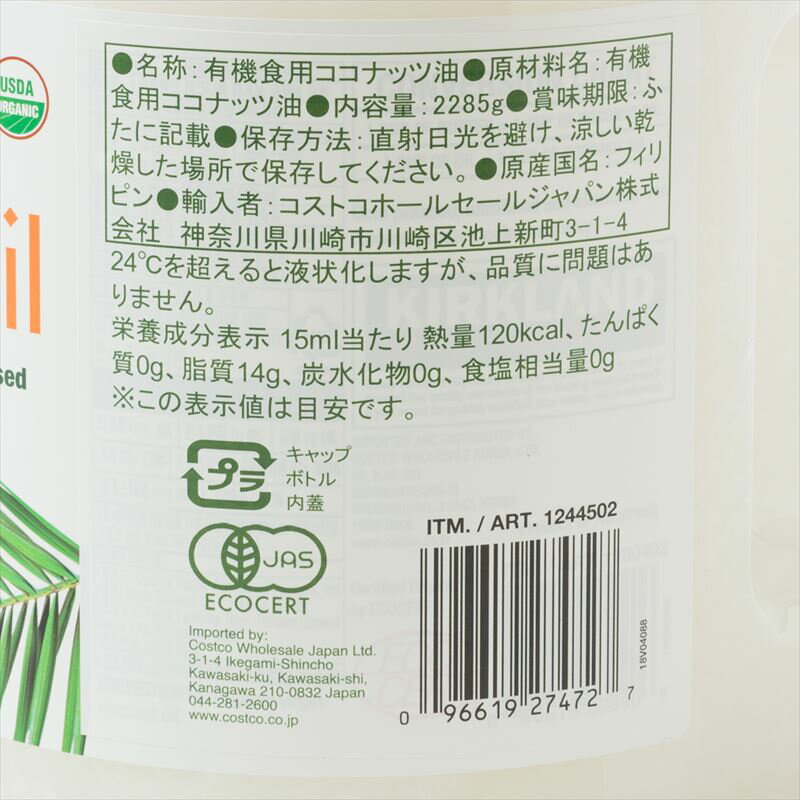 USDA
ORGANIC
il
sed
●名称:有機食用ココナッツ油●原材料名:有機
食用ココナッツ油●内容量:2285g●賞味期限:ふ
たに記載●保存方法:直射日光を避け、涼しい乾
燥した場所で保存してください。●原産国名:フィリ
ピン●輸入者:コストコホールセールジャパン株式
会社 神奈川県川崎市川崎区池上新町3-1-4
24℃を超えると液状化しますが、品質に問題はあ
りません。
栄養成分表示 15ml当たり 熱量120kcal、たんぱく
質0g、脂質14g、炭水化物0g、食塩相当量0g
※この表示値は目安です。
プラ
キャップ
ボトル
内蓋
JAS
ECOCERT
Imported by:
Costco Wholesale Japan Ltd.
3-1-4 Ikegami-Shincho
Kawasaki-ku, Kawasaki-shi,
Kanagawa 210-0832 Japan
044-281-2600
www.costco.co.jp
ITM. / ART. 1244502
0 96619 27472 7
18V04088
KIRKLAND